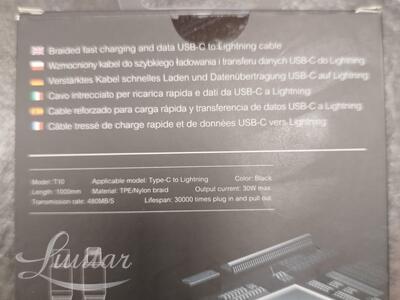 Braided fast charging and data USB-C to Lightning cable
Wzmocniony kabel do szybkiego ładowania i transferu danych USB-C do Lightning
Verstärktes Kabel schnelles Laden und Datenübertragung USB-C auf Lightning
Cavo intrecciato per ricarica rapida e dati da USB-C a Lightning
Cable reforzado para carga rápida y transferencia de datos USB-C a Lightning
Câble tressé de charge rapide et de données USB-C vers Lightning
Model: T10 Applicable model: Type-C to Lightning Color: Black
Length: 1000mm Material: TPE/Nylon braid Output current: 30W max
Transmission rate: 480MB/S Lifespan: 30000 times plug in and pull out
Luutar